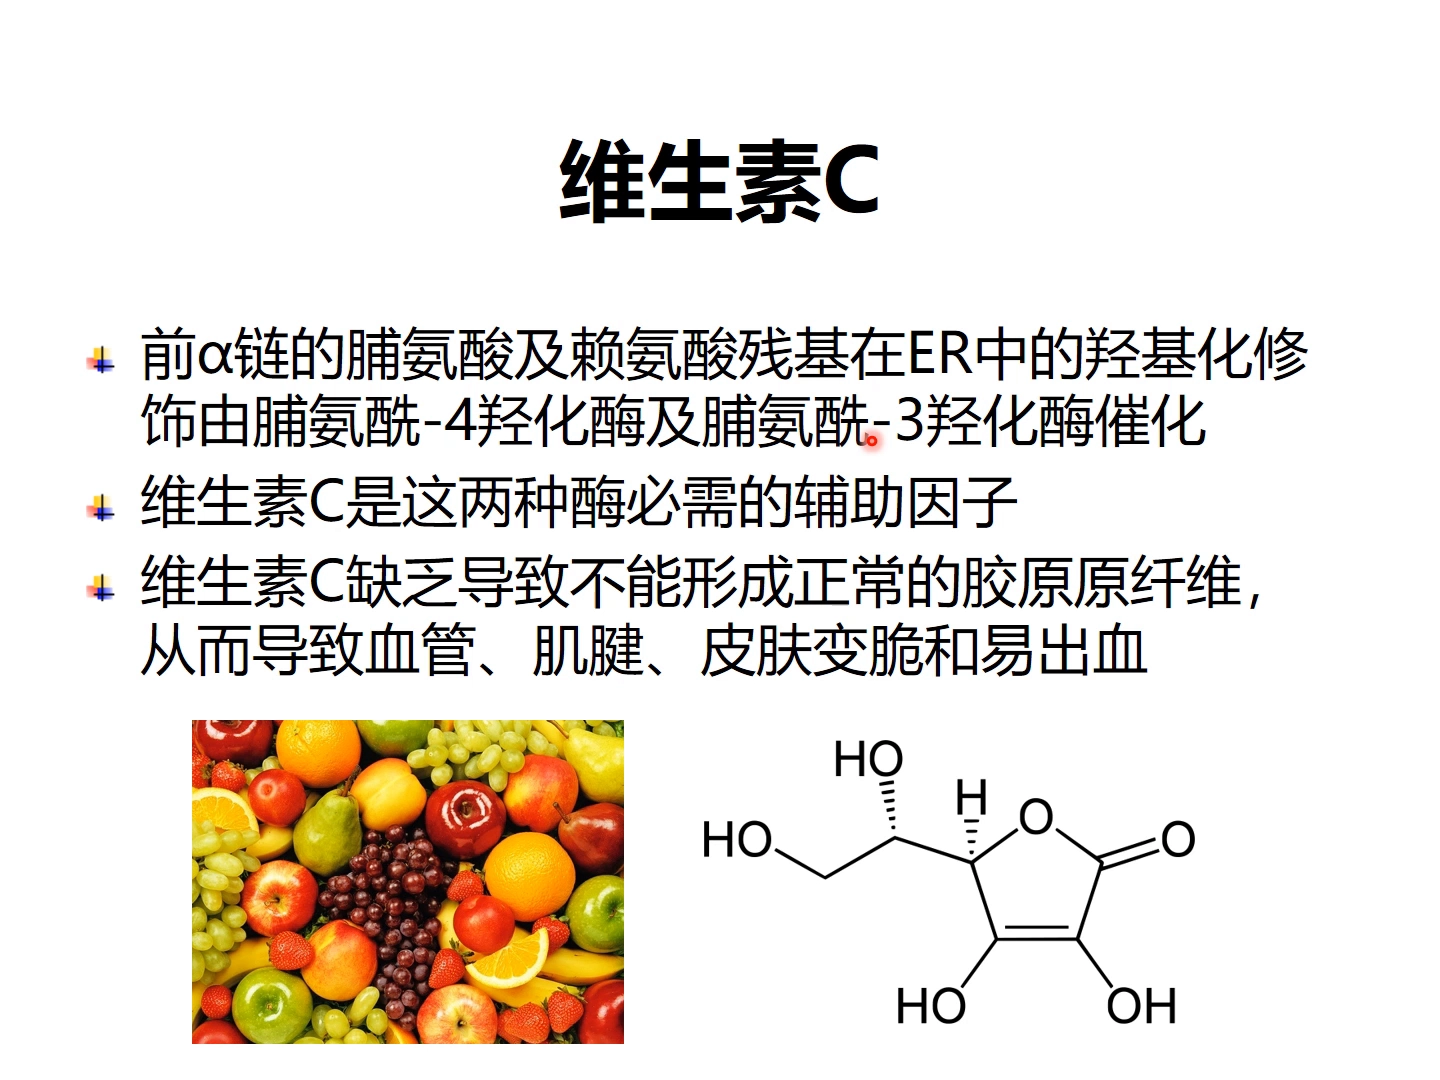 维生素C
前α链的脯氨酸及赖氨酸残基在ER中的羟基化修
饰由脯氨酰-4羟化酶及脯氨酰-3羟化酶催化
维生素C是这两种酶必需的辅助因子
维生素C缺乏导致不能形成正常的胶原原纤维，
从而导致血管、肌腱、皮肤变脆和易出血
HO
H
O
HO
O
HO
OH